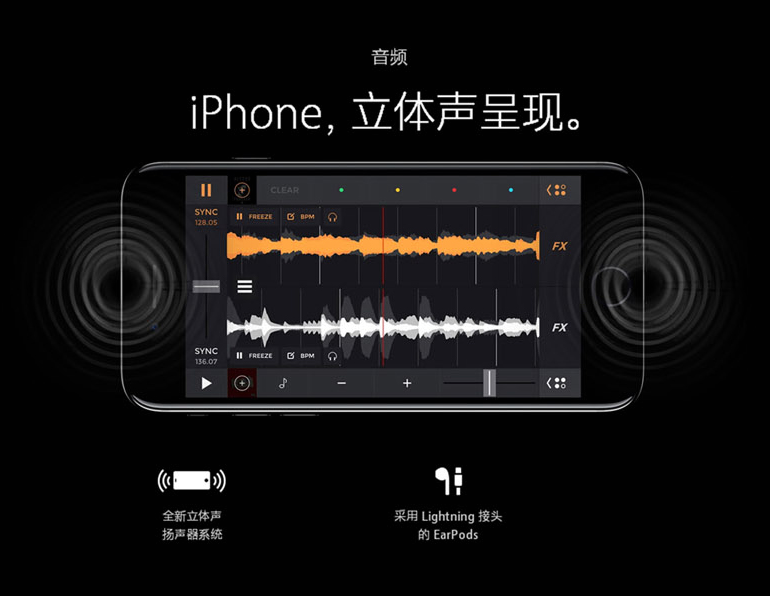 音频
iPhone, 立体声呈现。
CLEAR
SYNC
128.05
FREEZE
BPM
FX
FX
SYNC
136.07
FREEZE
BPM
全新立体声
扬声器系统
采用 Lightning 接头
的 EarPods